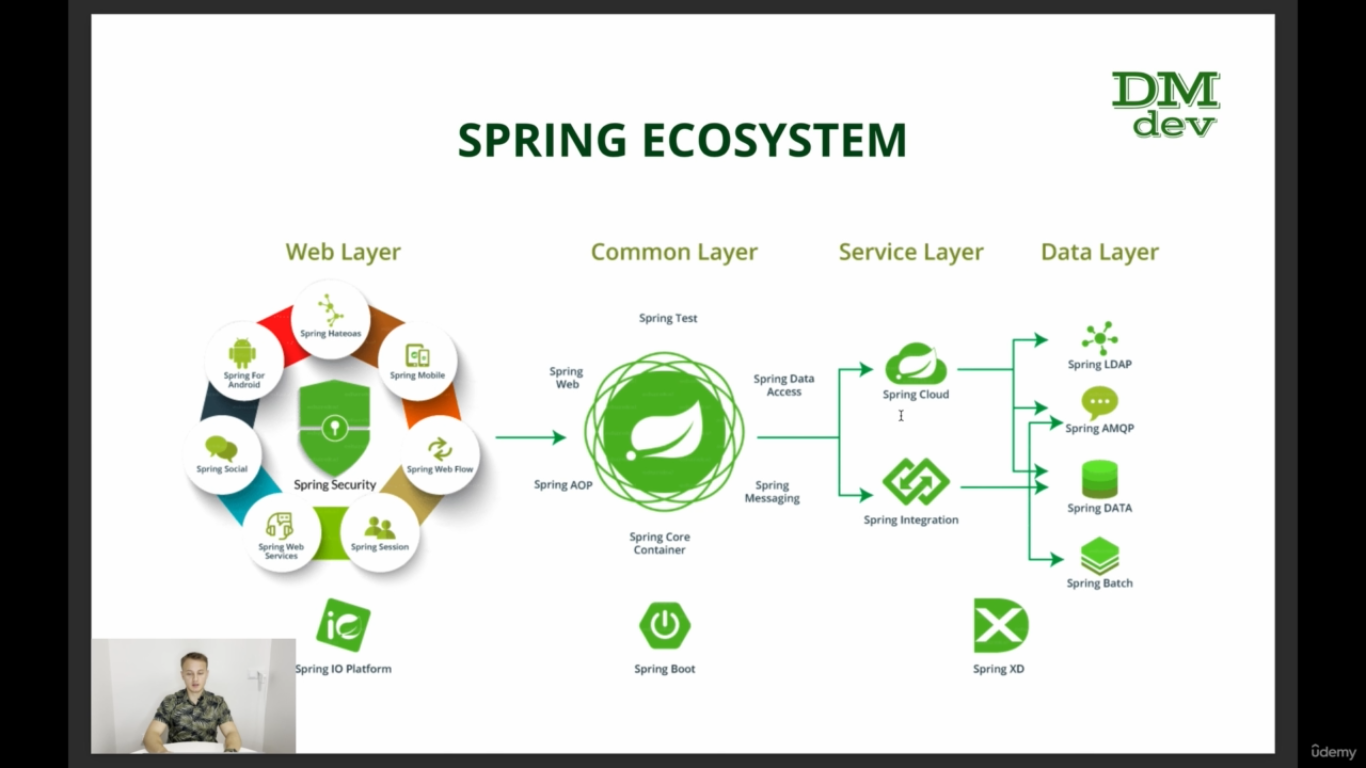 DM
dev
SPRING ECOSYSTEM
Web Layer
Common Layer
Service Layer
Data Layer
Spring Hateoas
Spring For
Android
Spring Mobile
Spring Social
Spring Web Flow
Spring Security
Spring Web
Services
Spring Session
Spring Test
Spring
Web
Spring Data
Access
Spring AOP
Spring
Messaging
Spring Core
Container
Spring Cloud
Spring Integration
Spring LDAP
Spring AMQP
Spring DATA
Spring Batch
Spring IO Platform
Spring Boot
Spring XD
ûdemy